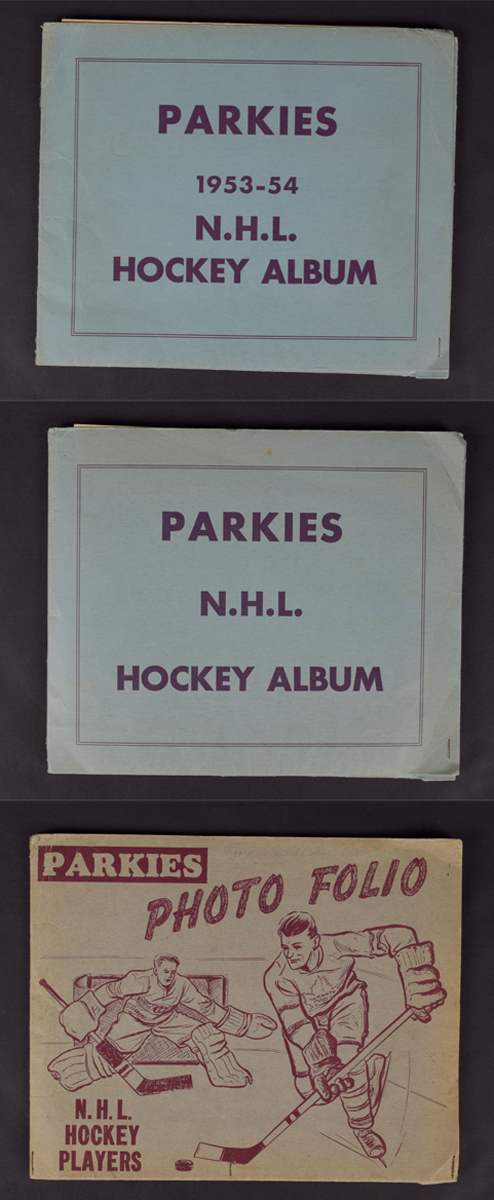 PARKIES
1953-54
N.H.L.
HOCKEY ALBUM
PARKIES
N.H.L.
HOCKEY ALBUM
PARKIES
PHOTO FOLIO
N.H.L.
HOCKEY
PLAYERS